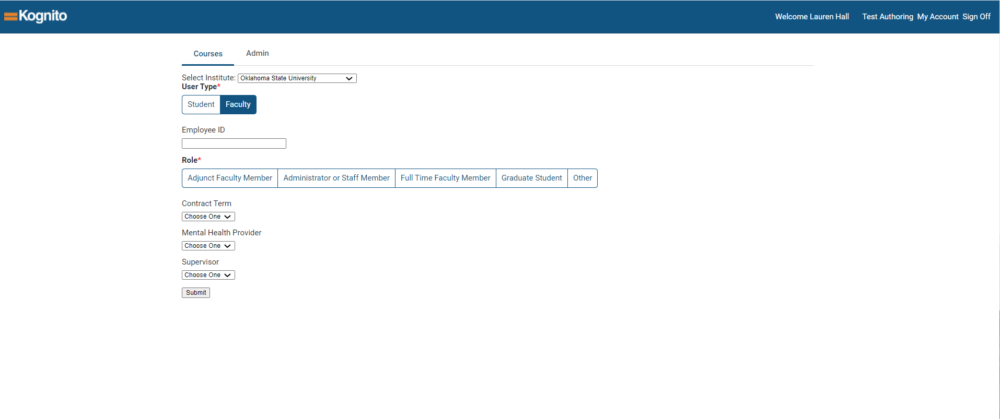 Kognito
Welcome Lauren Hall Test Authoring My Account Sign Off
Courses Admin
Select Institute: Oklahoma State University
User Type*
Student Faculty
Employee ID
Role*
Adjunct Faculty Member Administrator or Staff Member Full Time Faculty Member Graduate Student Other
Contract Term
Choose One
Mental Health Provider
Choose One
Supervisor
Choose One
Submit